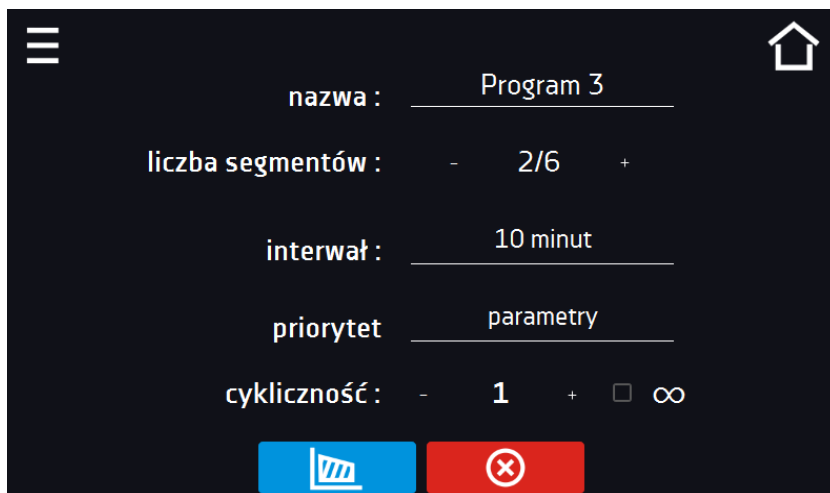 nazwa : Program 3
liczba segmentów : - 2/6 +
interwał : 10 minut
priorytet parametry
cykliczność : - 1 + ∞